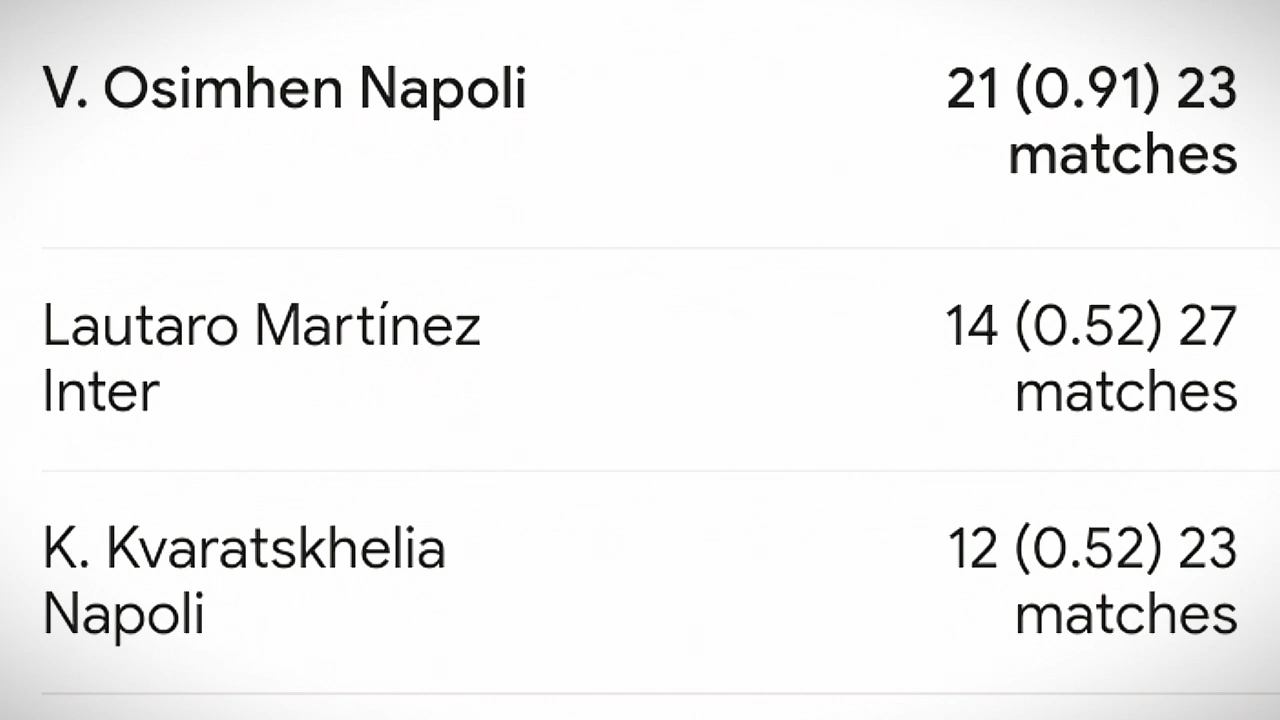 V. Osimhen Napoli 21 (0.91) 23
matches
Lautaro Martínez 14 (0.52) 27
Inter matches
K. Kvaratskhelia 12 (0.52) 23
Napoli matches